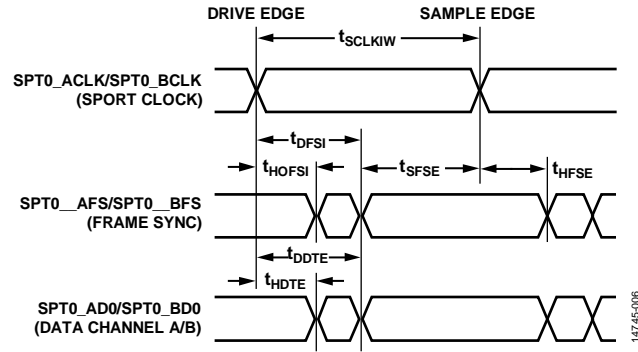 DRIVE EDGE SAMPLE EDGE
tSCLKIW
SPT0_ACLK/SPT0_BCLK
(SPORT CLOCK)
tDFSI
tHOFSI tSFSE tHFSE
SPT0__AFS/SPT0__BFS
(FRAME SYNC)
tDDTE
tHDTE
SPT0_AD0/SPT0_BD0
(DATA CHANNEL A/B)
14745-006